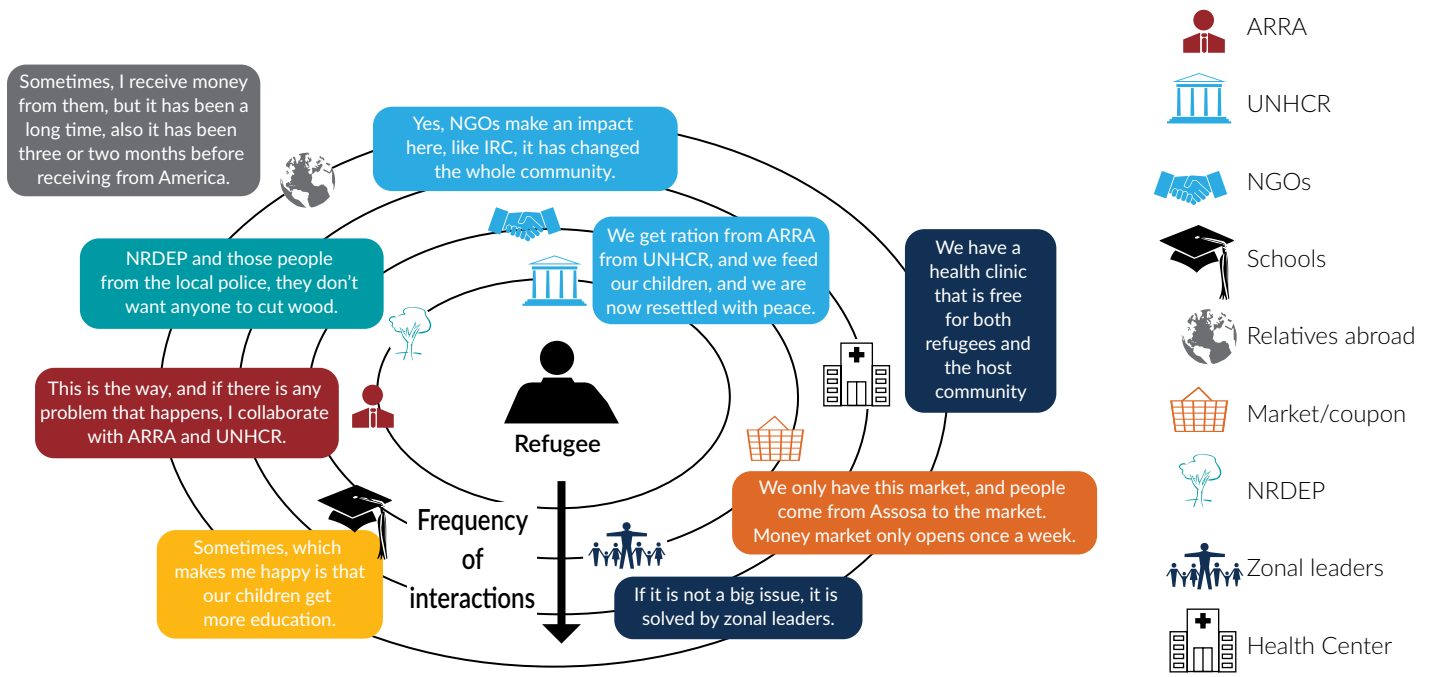 Sometimes, I receive money
from them, but it has been a
long time, also it has been
three or two months before
receiving from America.
Yes, NGOs make an impact
here, like IRC, it has changed
the whole community.
NRDEP and those people
from the local police, they don’t
want anyone to cut wood.
We get ration from ARRA
from UNHCR, and we feed
our children, and we are
now resettled with peace.
We have a
health clinic
that is free
for both
refugees and
the host
community
This is the way, and if there is any
problem that happens, I collaborate
with ARRA and UNHCR.
Refugee
We only have this market, and people
come from Assosa to the market.
Money market only opens once a week.
Frequency
of
interactions
Sometimes, which
makes me happy is that
our children get
more education.
If it is not a big issue, it is
solved by zonal leaders.
ARRA
UNHCR
NGOs
Schools
Relatives abroad
Market/coupon
NRDEP
Zonal leaders
Health Center